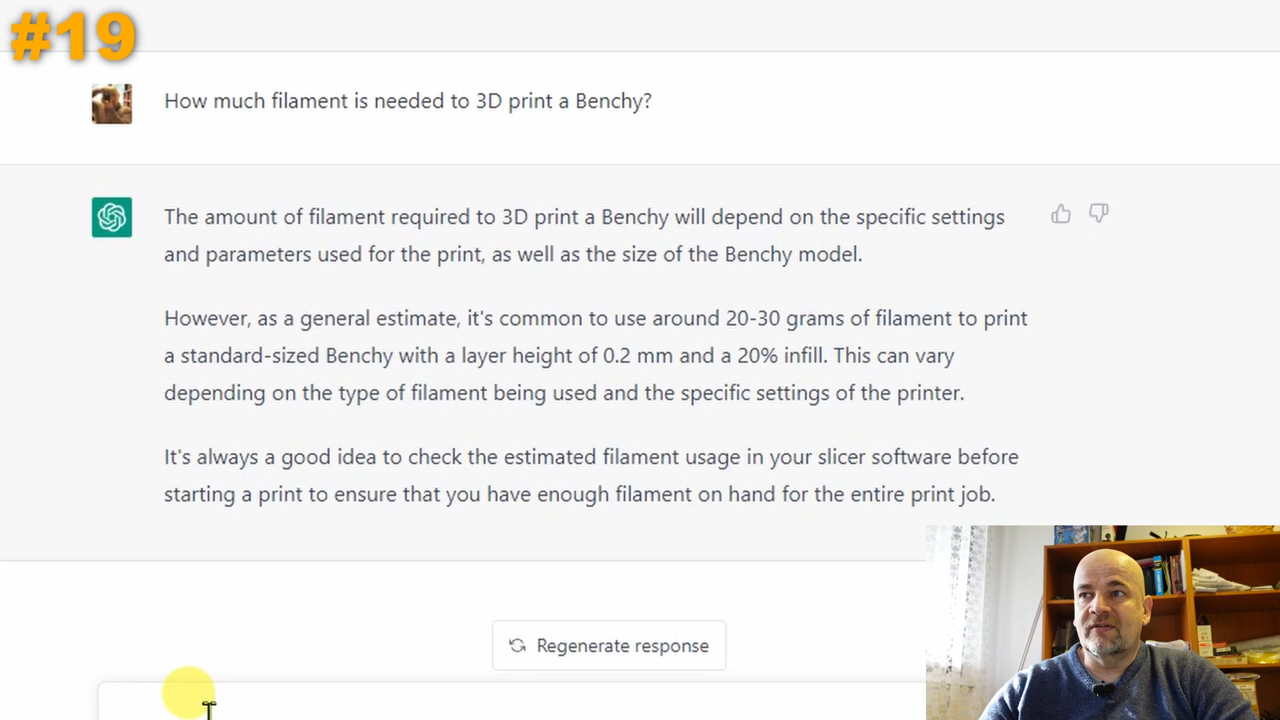 #19
How much filament is needed to 3D print a Benchy?
The amount of filament required to 3D print a Benchy will depend on the specific settings
and parameters used for the print, as well as the size of the Benchy model.
However, as a general estimate, it's common to use around 20-30 grams of filament to print
a standard-sized Benchy with a layer height of 0.2 mm and a 20% infill. This can vary
depending on the type of filament being used and the specific settings of the printer.
It's always a good idea to check the estimated filament usage in your slicer software before
starting a print to ensure that you have enough filament on hand for the entire print job.
Regenerate response